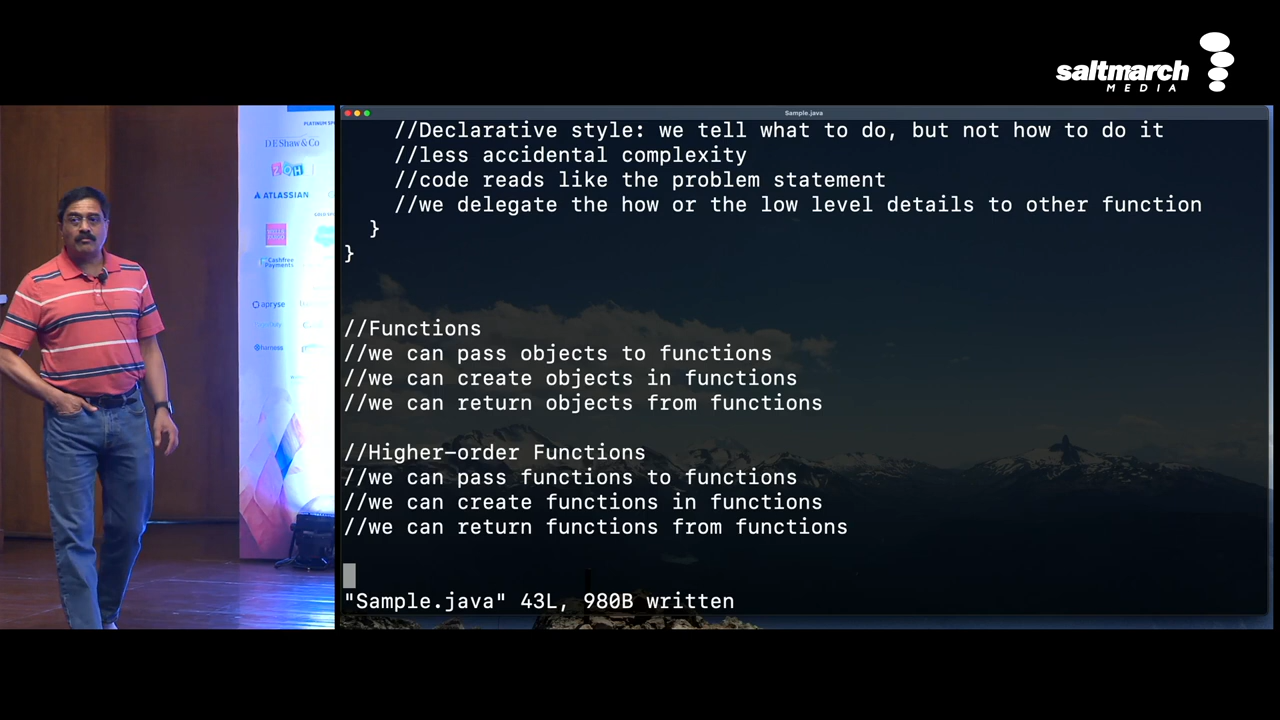 saltmarch
MEDIA
PLATINUM
DE Shaw & Co
ZOH
ATLASSIAN
Cashfree
Payments
apryse
harness
Sample.java
//Declarative style: we tell what to do, but not how to do it
//less accidental complexity
//code reads like the problem statement
//we delegate the how or the low level details to other function
}
}
//Functions
//we can pass objects to functions
//we can create objects in functions
//we can return objects from functions
//Higher-order Functions
//we can pass functions to functions
//we can create functions in functions
//we can return functions from functions
"Sample.java" 43L, 980B written